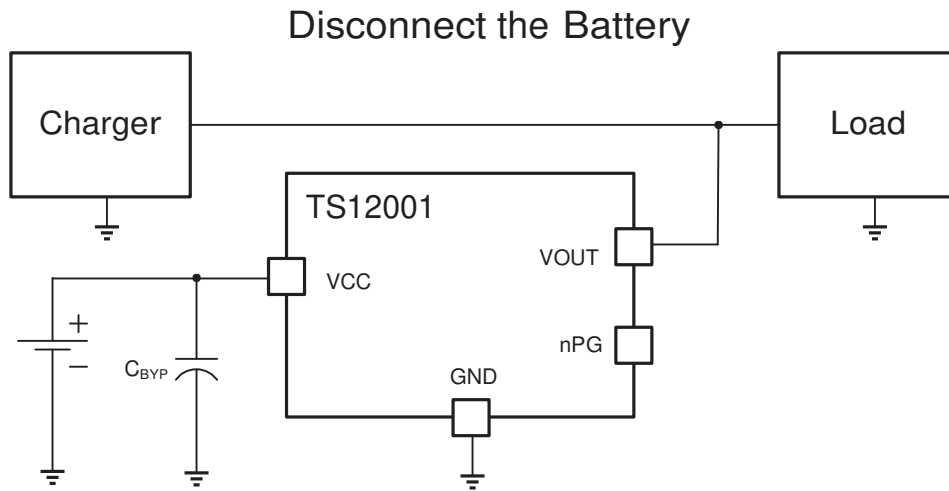 Disconnect the Battery
Charger
Load
TS12001
VOUT
VCC
+
nPG
−
CBYP
GND